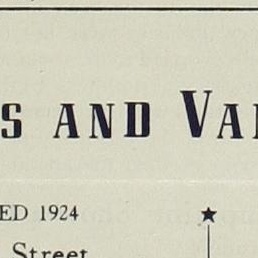 S AND VA
ED 1924
Street